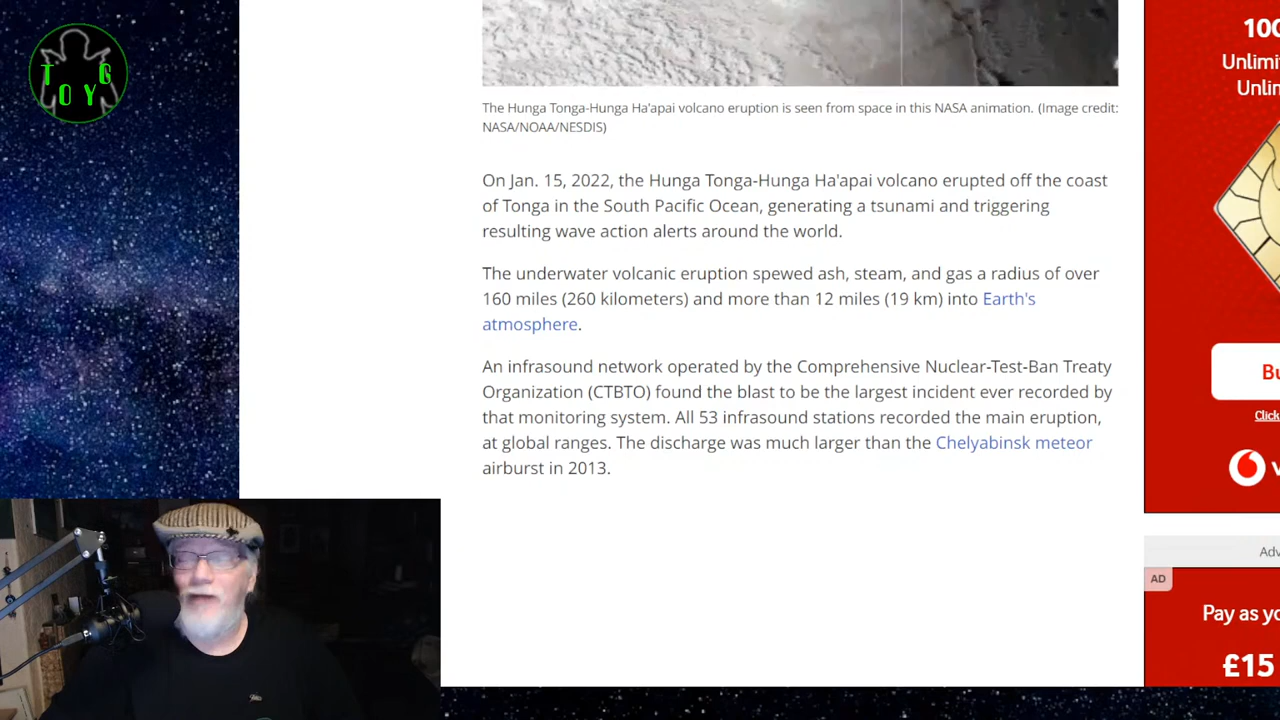 T O Y G
The Hunga Tonga-Hunga Ha'apai volcano eruption is seen from space in this NASA animation. (Image credit:
NASA/NOAA/NESDIS)
On Jan. 15, 2022, the Hunga Tonga-Hunga Ha'apai volcano erupted off the coast
of Tonga in the South Pacific Ocean, generating a tsunami and triggering
resulting wave action alerts around the world.
The underwater volcanic eruption spewed ash, steam, and gas a radius of over
160 miles (260 kilometers) and more than 12 miles (19 km) into Earth's
atmosphere.
An infrasound network operated by the Comprehensive Nuclear-Test-Ban Treaty
Organization (CTBTO) found the blast to be the largest incident ever recorded by
that monitoring system. All 53 infrasound stations recorded the main eruption,
at global ranges. The discharge was much larger than the Chelyabinsk meteor
airburst in 2013.
100
Unlimi
Unl
Bu
Click
v
Adv
AD
Pay as yo
£15